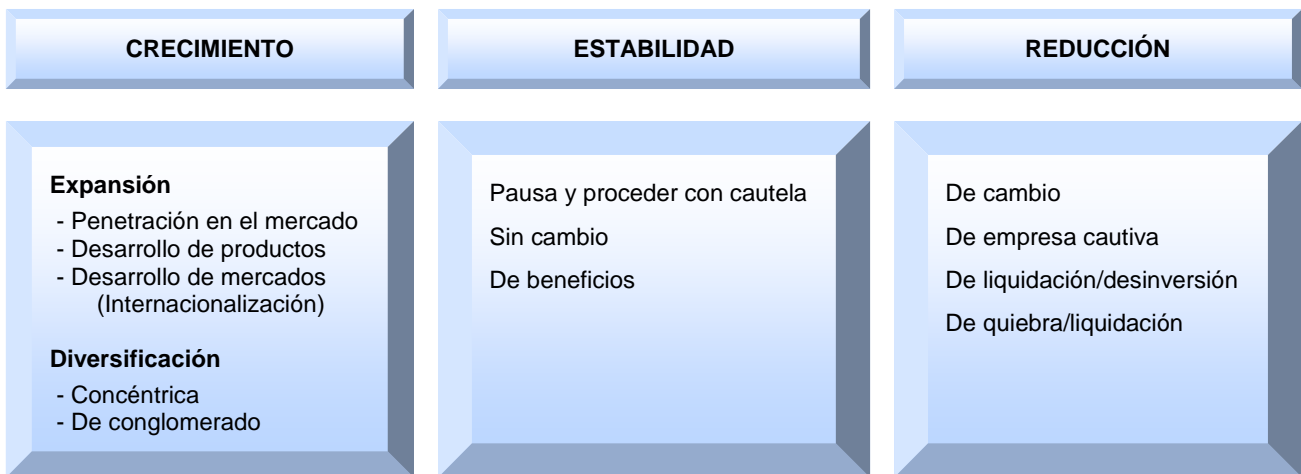 CRECIMIENTO
ESTABILIDAD
REDUCCIÓN
Expansión
- Penetración en el mercado
- Desarrollo de productos
- Desarrollo de mercados
(Internacionalización)
Diversificación
- Concéntrica
- De conglomerado
Pausa y proceder con cautela
Sin cambio
De beneficios
De cambio
De empresa cautiva
De liquidación/desinversión
De quiebra/liquidación